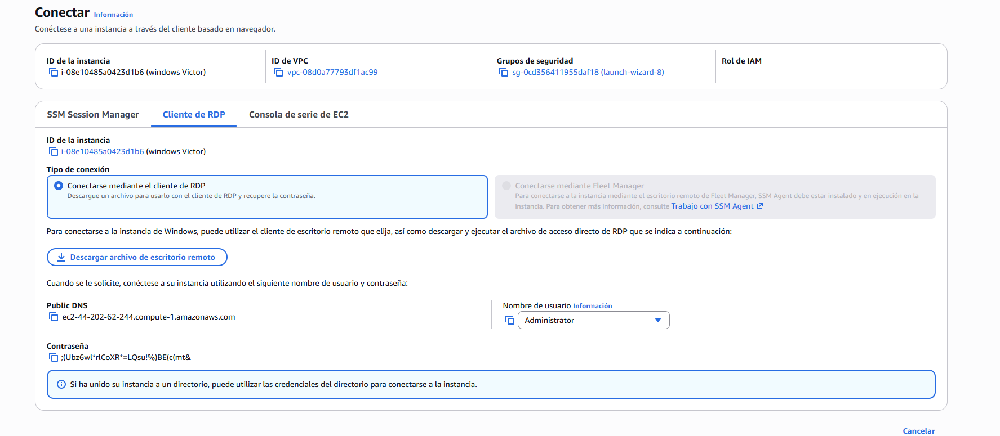 Conectar Información
Conéctese a una instancia a través del cliente basado en navegador.
ID de la instancia
i-08e10485a0423d1b6 (windows Victor)
ID de VPC
vpc-08d0a77793df1ac99
Grupos de seguridad
sg-0cd356411955daf18 (launch-wizard-8)
Rol de IAM
–
SSM Session Manager
Cliente de RDP
Consola de serie de EC2
ID de la instancia
i-08e10485a0423d1b6 (windows Victor)
Tipo de conexión
Conectarse mediante el cliente de RDP
Descargue un archivo para usarlo con el cliente de RDP y recupere la contraseña.
Conectarse mediante Fleet Manager
Para conectarse a la instancia mediante el escritorio remoto de Fleet Manager, SSM Agent debe estar instalado y en ejecución en la
instancia. Para obtener más información, consulte Trabajo con SSM Agent
Para conectarse a la instancia de Windows, puede utilizar el cliente de escritorio remoto que elija, así como descargar y ejecutar el archivo de acceso directo de RDP que se indica a continuación:
Descargar archivo de escritorio remoto
Cuando se le solicite, conéctese a su instancia utilizando el siguiente nombre de usuario y contraseña:
Public DNS
ec2-44-202-62-244.compute-1.amazonaws.com
Nombre de usuario Información
Administrator
Contraseña
;(Ubz6wl*rlCoXR*=LQsu!%)BE(c(mt&
Si ha unido su instancia a un directorio, puede utilizar las credenciales del directorio para conectarse a la instancia.
Cancelar